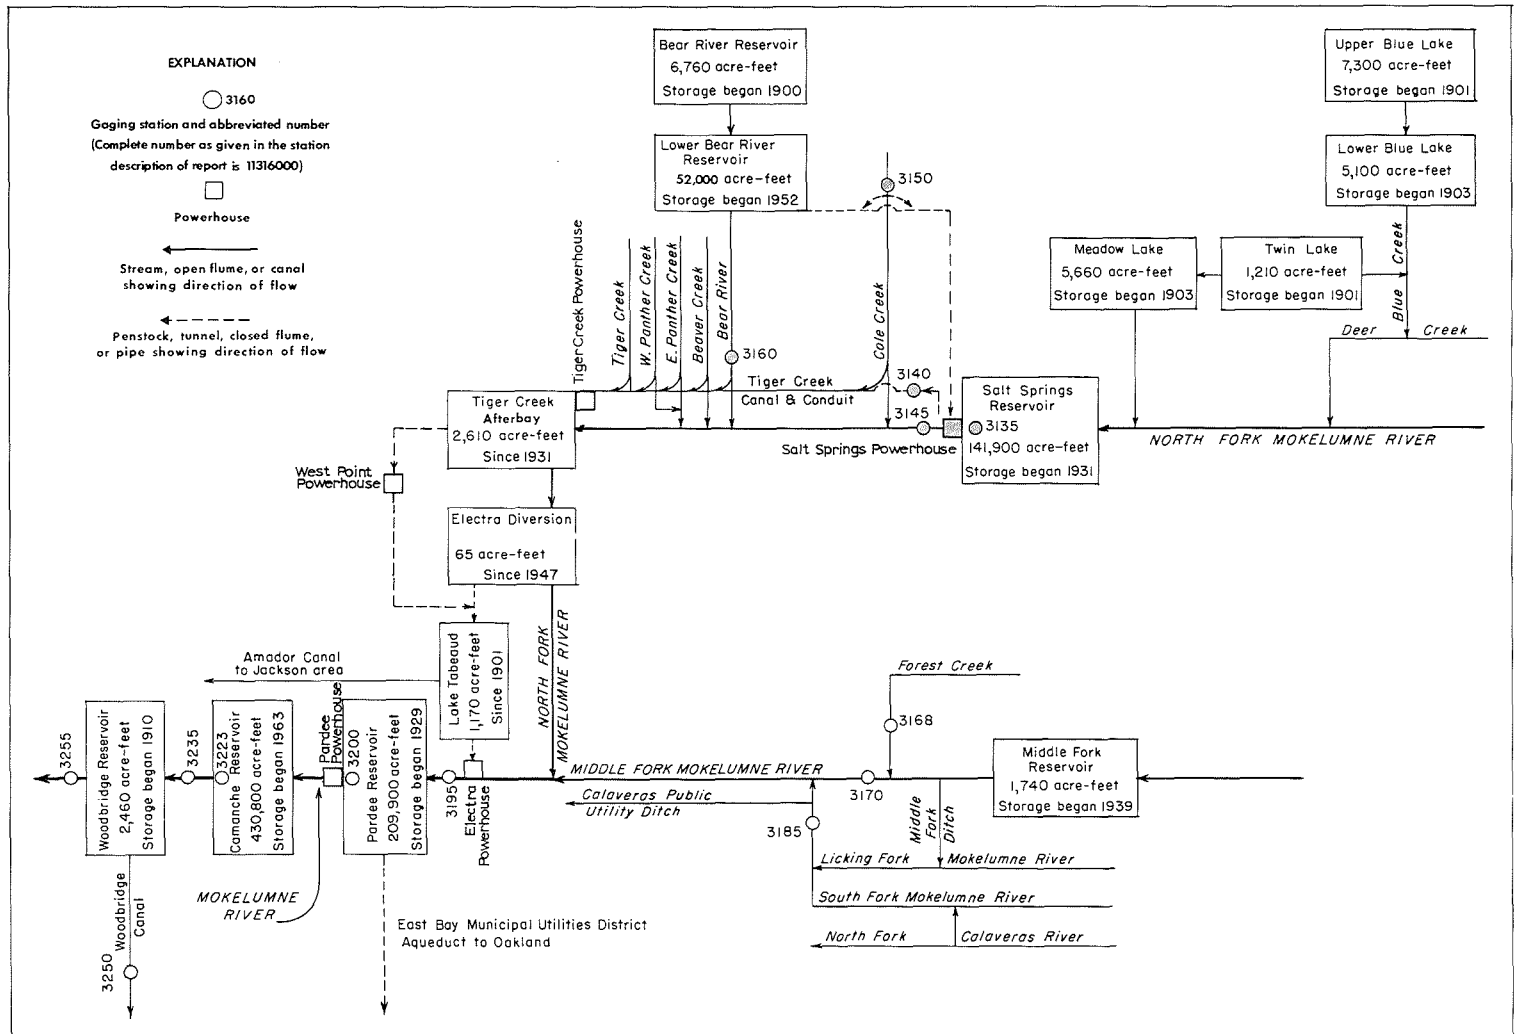 EXPLANATION
3160
Gaging station and abbreviated number
(Complete number as given in the station
description of report is 11316000)
Powerhouse
Stream, open flume, or canal
showing direction of flow
Penstock, tunnel, closed flume,
or pipe showing direction of flow
Bear River Reservoir
6,760 acre-feet
Storage began 1900
Lower Bear River
Reservoir
52,000 acre-feet
Storage began 1952
Upper Blue Lake
7,300 acre-feet
Storage began 1901
Lower Blue Lake
5,100 acre-feet
Storage began 1903
3150
Blue Creek
Meadow Lake
5,660 acre-feet
Storage began 1903
Twin Lake
1,210 acre-feet
Storage began 1901
Deer Creek
Tiger Creek Powerhouse
Tiger Creek
W. Panther Creek
E. Panther Creek
Beaver Creek
Bear River
Cole Creek
3160
3140
Tiger Creek
Canal & Conduit
3145
Salt Springs Powerhouse
Salt Springs
Reservoir
3135
141,900 acre-feet
Storage began 1931
NORTH FORK MOKELUMNE RIVER
Tiger Creek
Afterbay
2,610 acre-feet
Since 1931
West Point
Powerhouse
Electra Diversion
65 acre-feet
Since 1947
Lake Tabeaud
1,170 acre-feet
Since 1901
NORTH FORK
MOKELUMNE RIVER
Amador Canal
to Jackson area
Forest Creek
3168
Middle Fork
Reservoir
1,740 acre-feet
Storage began 1939
3255
Woodbridge Reservoir
2,460 acre-feet
Storage began 1910
3235
3223
Camanche Reservoir
430,800 acre-feet
Storage began 1963
Pardee
Powerhouse
3200
Pardee Reservoir
209,900 acre-feet
Storage began 1929
3195
Electra
Powerhouse
MIDDLE FORK MOKELUMNE RIVER
3170
Calaveras Public
Utility Ditch
3185
Middle Fork
Ditch
Licking Fork Mokelumne River
South Fork Mokelumne River
North Fork Calaveras River
MOKELUMNE
RIVER
East Bay Municipal Utilities District
Aqueduct to Oakland
Woodbridge
Canal
3250